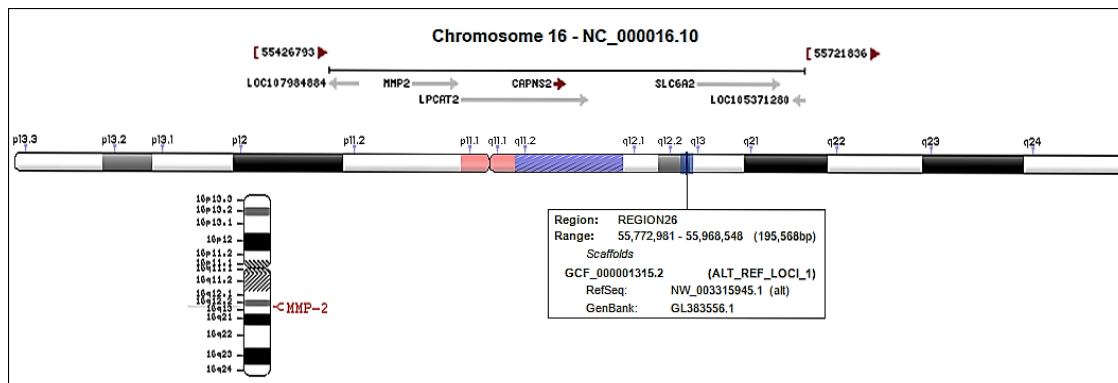 Chromosome 16 - NC_000016.10
[ 55426793
[ 55721836
LOC107984884 MMP2 CAPNS2 SLC6A2
LPCAT2 LOC105371280
p13.3 p13.2 p13.1 p12 p11.2 p11.1 q11.1 q11.2 q12.1 q12.2 q13 q21 q22 q23 q24
Region: REGION26
Range: 55,772,981 - 55,968,548 (195,568bp)
Scaffolds
GCF_000001315.2 (ALT_REF_LOCI_1)
RefSeq: NW_003315945.1 (alt)
GenBank: GL383556.1
16p13.3
16p13.2
16p13.1
16p12
16p11.2
16p11.1
16q11.1
16q11.2
16q12.1
16q12.2
16q13
MMP-2
16q21
16q22
16q23
16q24